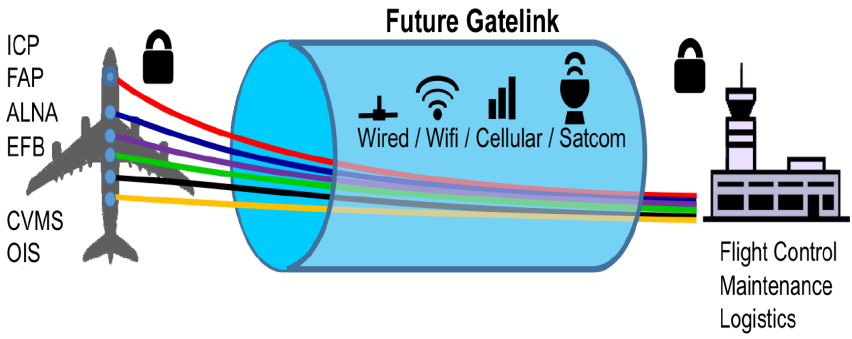 Future Gatelink
ICP
FAP
ALNA
EFB
CVMS
OIS
Wired / Wifi / Cellular / Satcom
Flight Control
Maintenance
Logistics